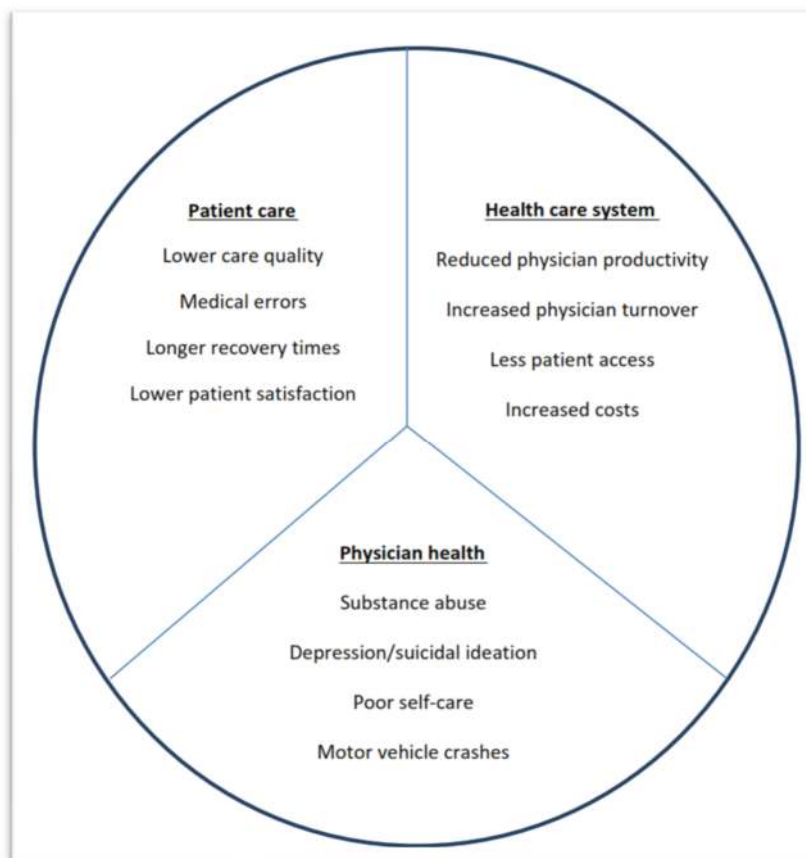 Patient care
Lower care quality
Medical errors
Longer recovery times
Lower patient satisfaction
Health care system
Reduced physician productivity
Increased physician turnover
Less patient access
Increased costs
Physician health
Substance abuse
Depression/suicidal ideation
Poor self-care
Motor vehicle crashes